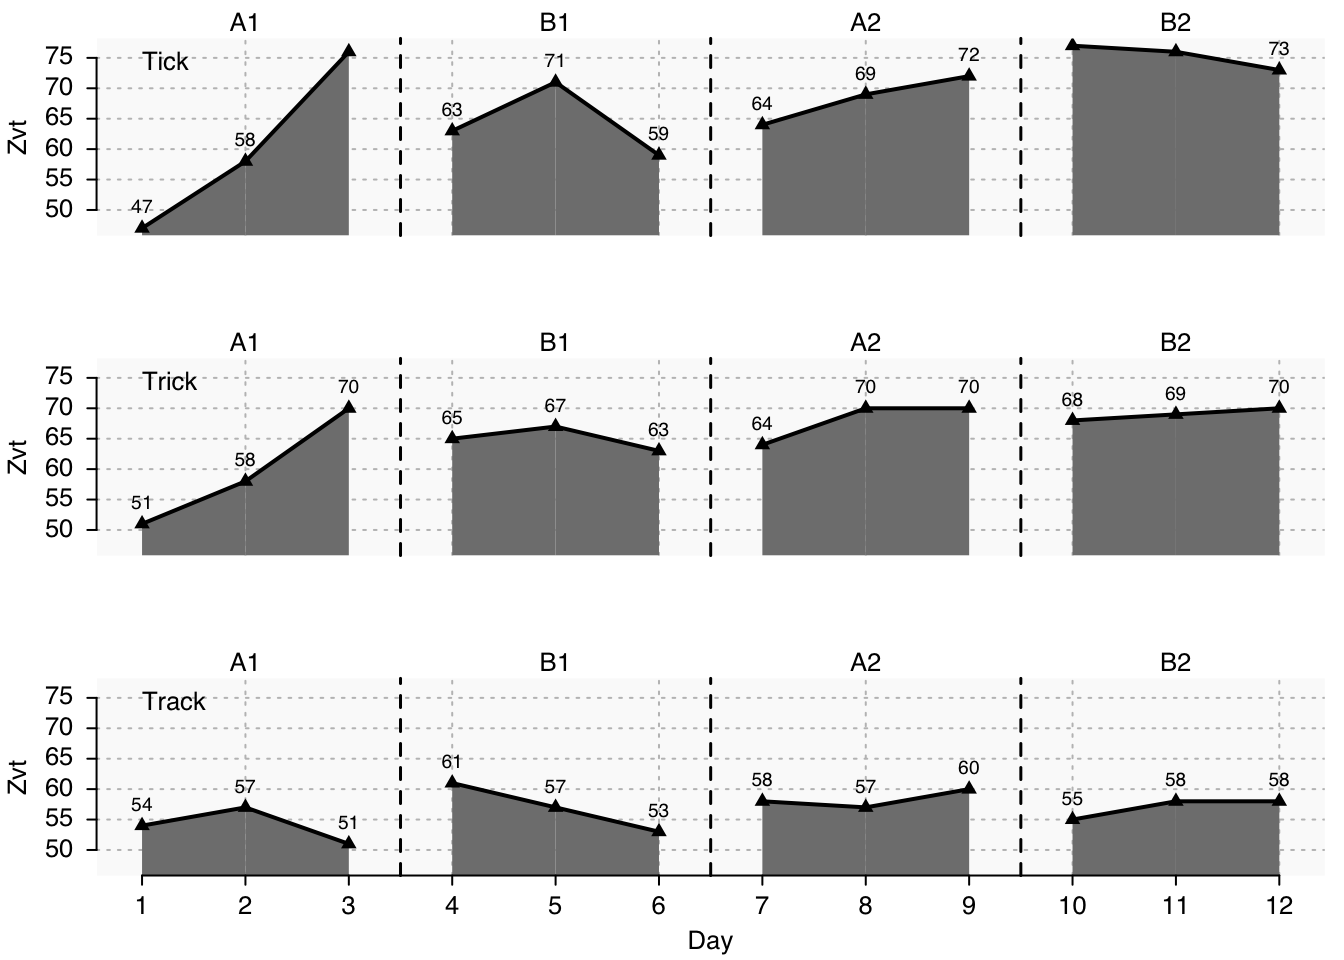 A1 B1 A2 B2
Tick
Zvt
75
70
65
60
55
50
47 58
63 71 59
64 69 72
73
A1 B1 A2 B2
Trick
Zvt
75
70
65
60
55
50
51 58 70
65 67 63
64 70 70
68 69 70
A1 B1 A2 B2
Track
Zvt
75
70
65
60
55
50
54 57 51
61 57 53
58 57 60
55 58 58
1 2 3 4 5 6 7 8 9 10 11 12
Day